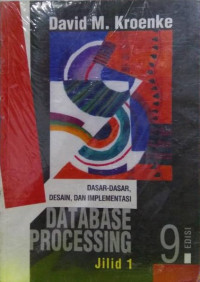 David M. Kroenke
DASAR-DASAR,
DESAIN, DAN IMPLEMENTASI
DATABASE
PROCESSING
9 EDISI
Jilid 1